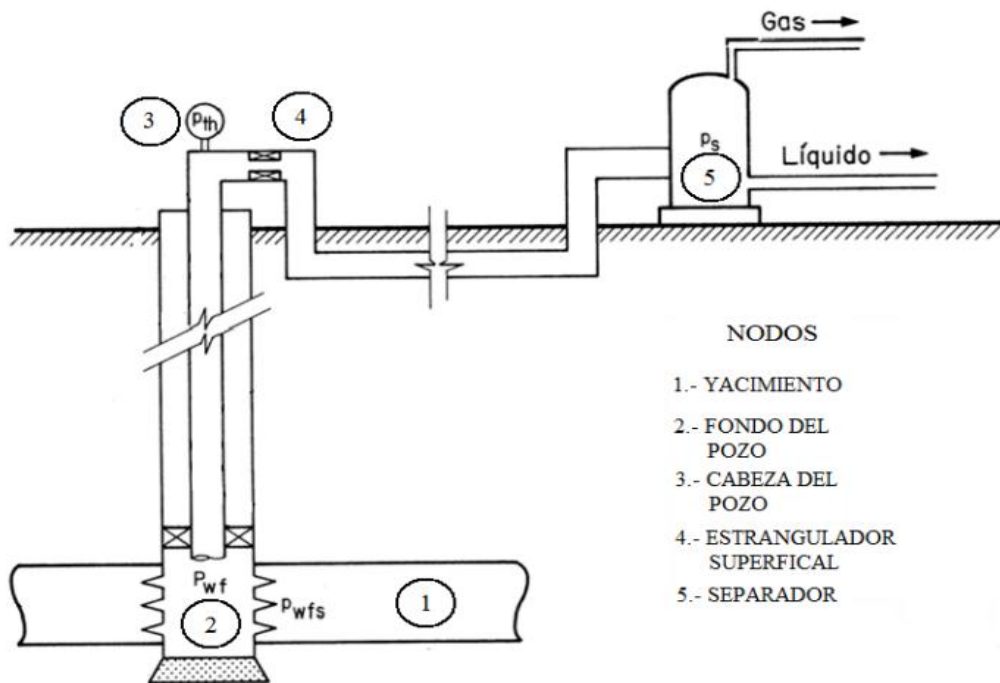 Gas
3
Pth
4
Ps
5
Líquido
NODOS
1.- YACIMIENTO
2.- FONDO DEL
POZO
3.- CABEZA DEL
POZO
4.- ESTRANGULADOR
SUPERFICAL
5.- SEPARADOR
Pwf
Pwfs
1
2